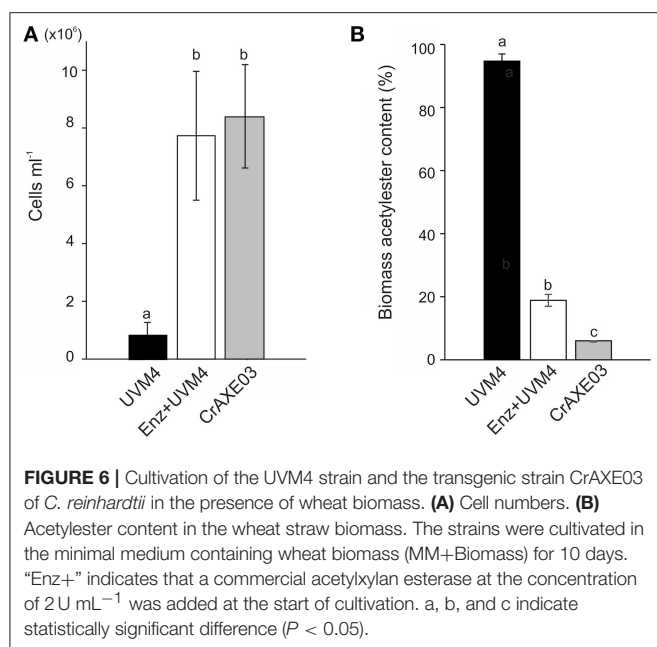 A (x10⁶)
10
8
6
4
2
0
Cells ml⁻¹
a
b
b
UVM4
Enz+UVM4
CrAXE03
B
100
80
60
40
20
0
Biomass acetylester content (%)
a
a
b
b
c
UVM4
Enz+UVM4
CrAXE03
FIGURE 6 | Cultivation of the UVM4 strain and the transgenic strain CrAXE03
of C. reinhardtii in the presence of wheat biomass. (A) Cell numbers. (B)
Acetylester content in the wheat straw biomass. The strains were cultivated in
the minimal medium containing wheat biomass (MM+Biomass) for 10 days.
“Enz+” indicates that a commercial acetylxylan esterase at the concentration
of 2 U mL−1 was added at the start of cultivation. a, b, and c indicate
statistically significant difference (P < 0.05).